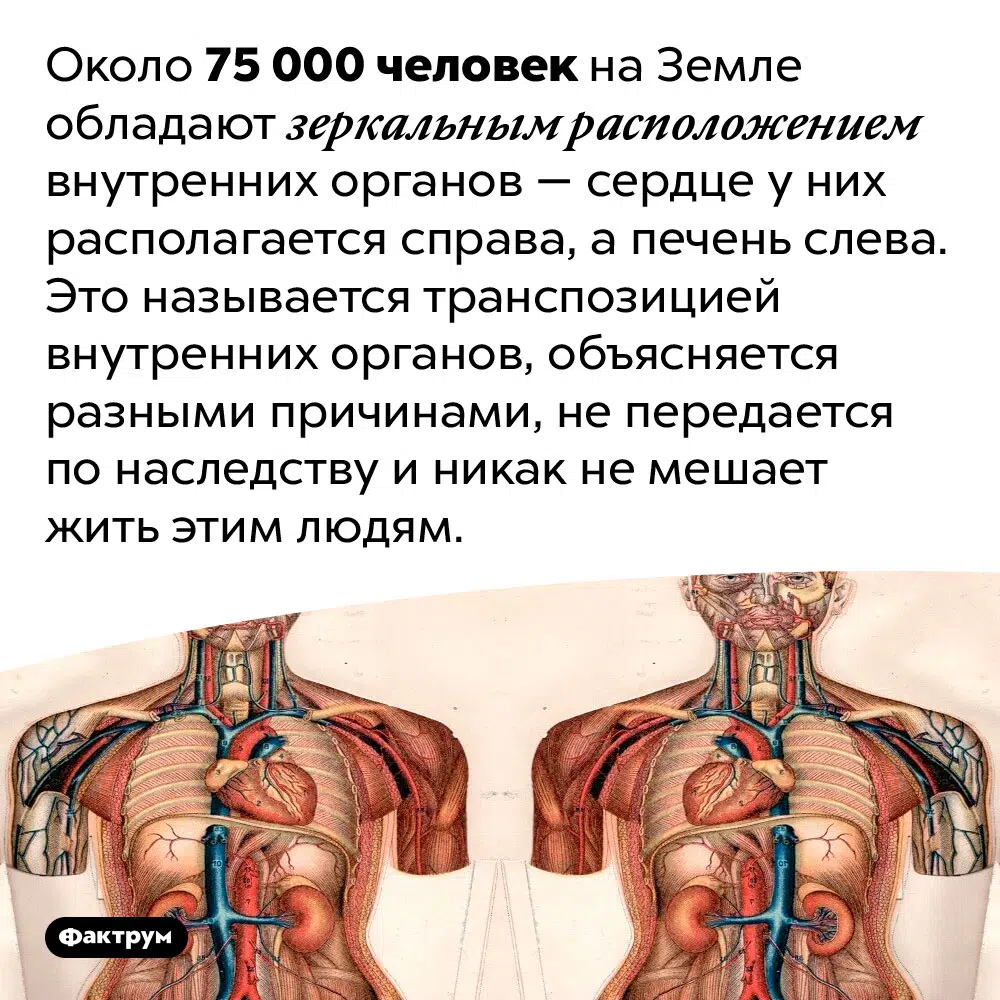 Около 75 000 человек на Земле
обладают зеркальным расположением
внутренних органов — сердце у них
располагается справа, а печень слева.
Это называется транспозицией
внутренних органов, объясняется
разными причинами, не передается
по наследству и никак не мешает
жить этим людям.
Фактрум